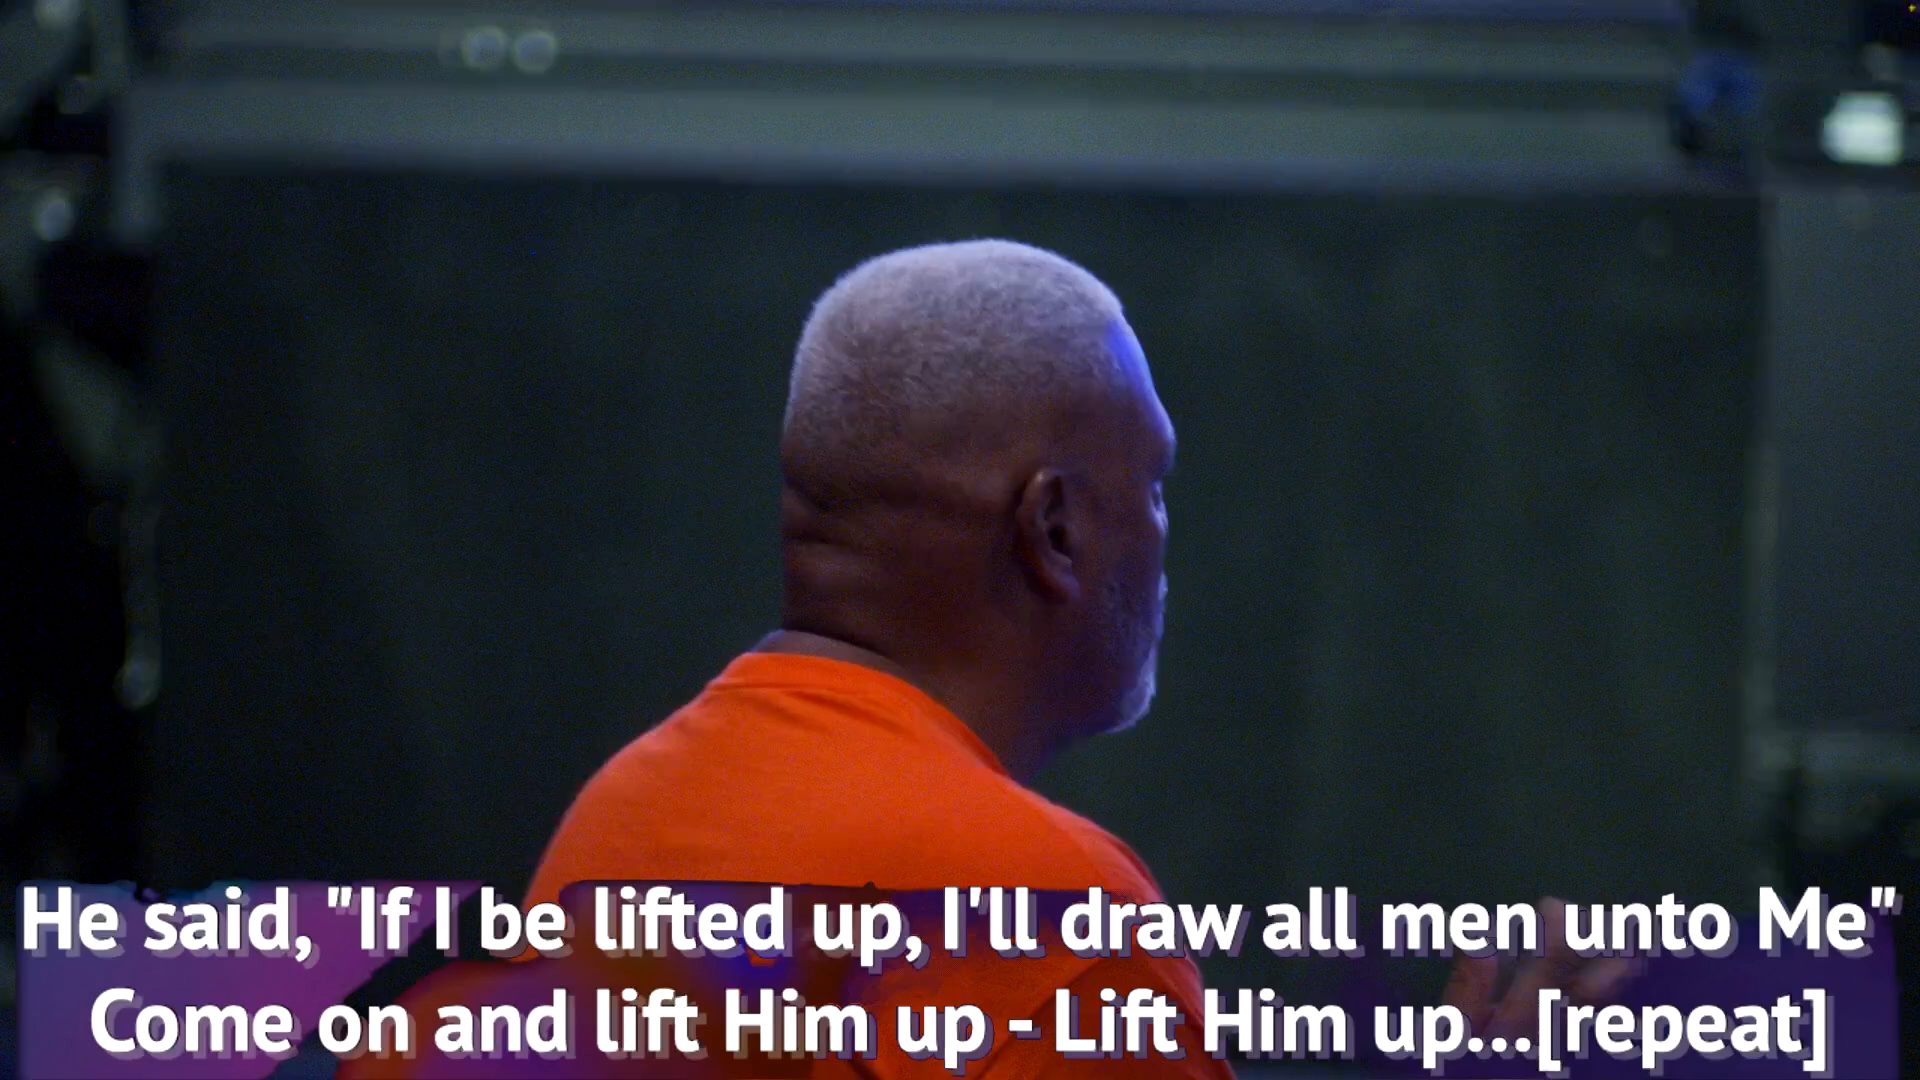 He said, "If I be lifted up, I'll draw all men unto Me"
Come on and lift Him up - Lift Him up...[repeat]